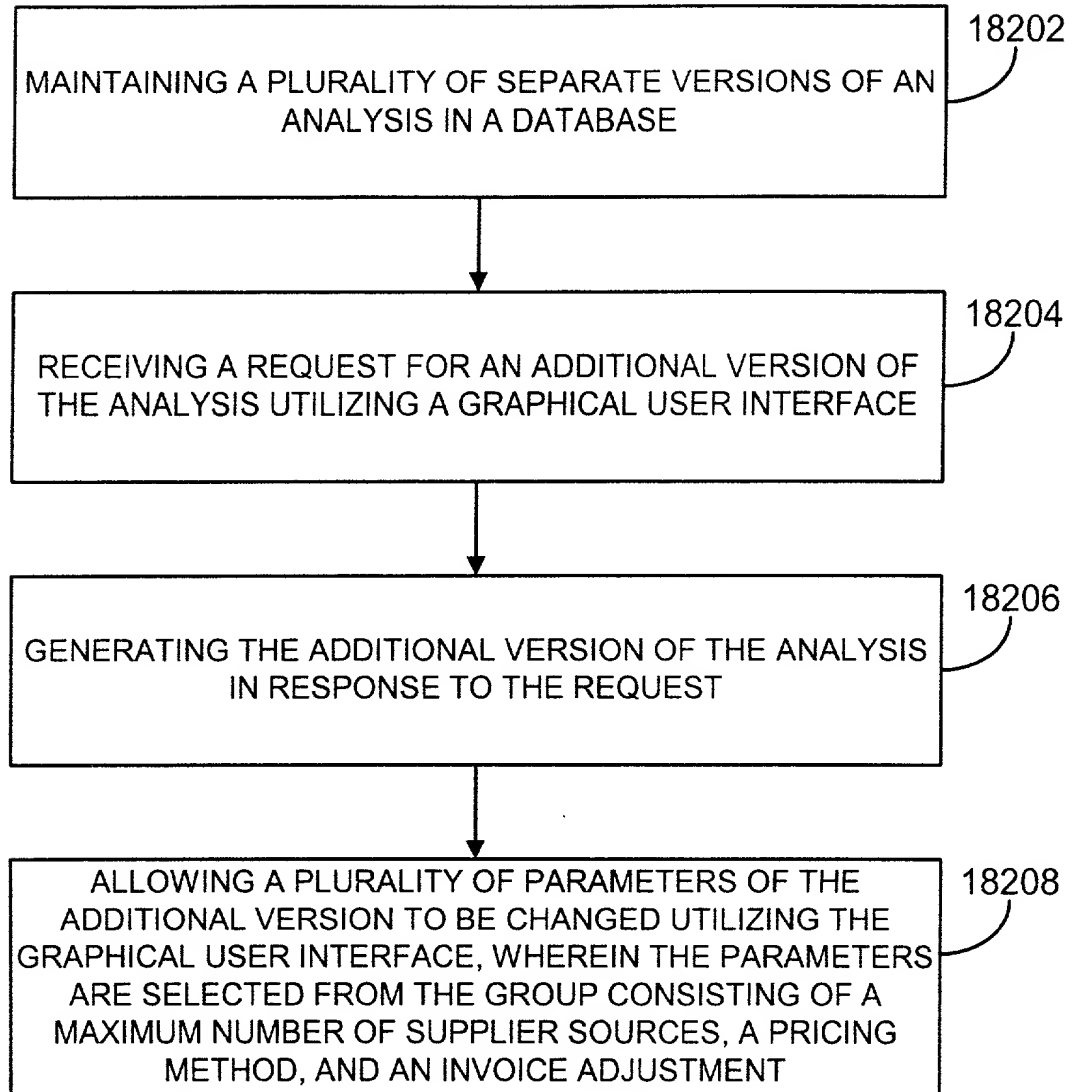 18202
MAINTAINING A PLURALITY OF SEPARATE VERSIONS OF AN
ANALYSIS IN A DATABASE
18204
RECEIVING A REQUEST FOR AN ADDITIONAL VERSION OF
THE ANALYSIS UTILIZING A GRAPHICAL USER INTERFACE
18206
GENERATING THE ADDITIONAL VERSION OF THE ANALYSIS
IN RESPONSE TO THE REQUEST
18208
ALLOWING A PLURALITY OF PARAMETERS OF THE
ADDITIONAL VERSION TO BE CHANGED UTILIZING THE
GRAPHICAL USER INTERFACE, WHEREIN THE PARAMETERS
ARE SELECTED FROM THE GROUP CONSISTING OF A
MAXIMUM NUMBER OF SUPPLIER SOURCES, A PRICING
METHOD, AND AN INVOICE ADJUSTMENT